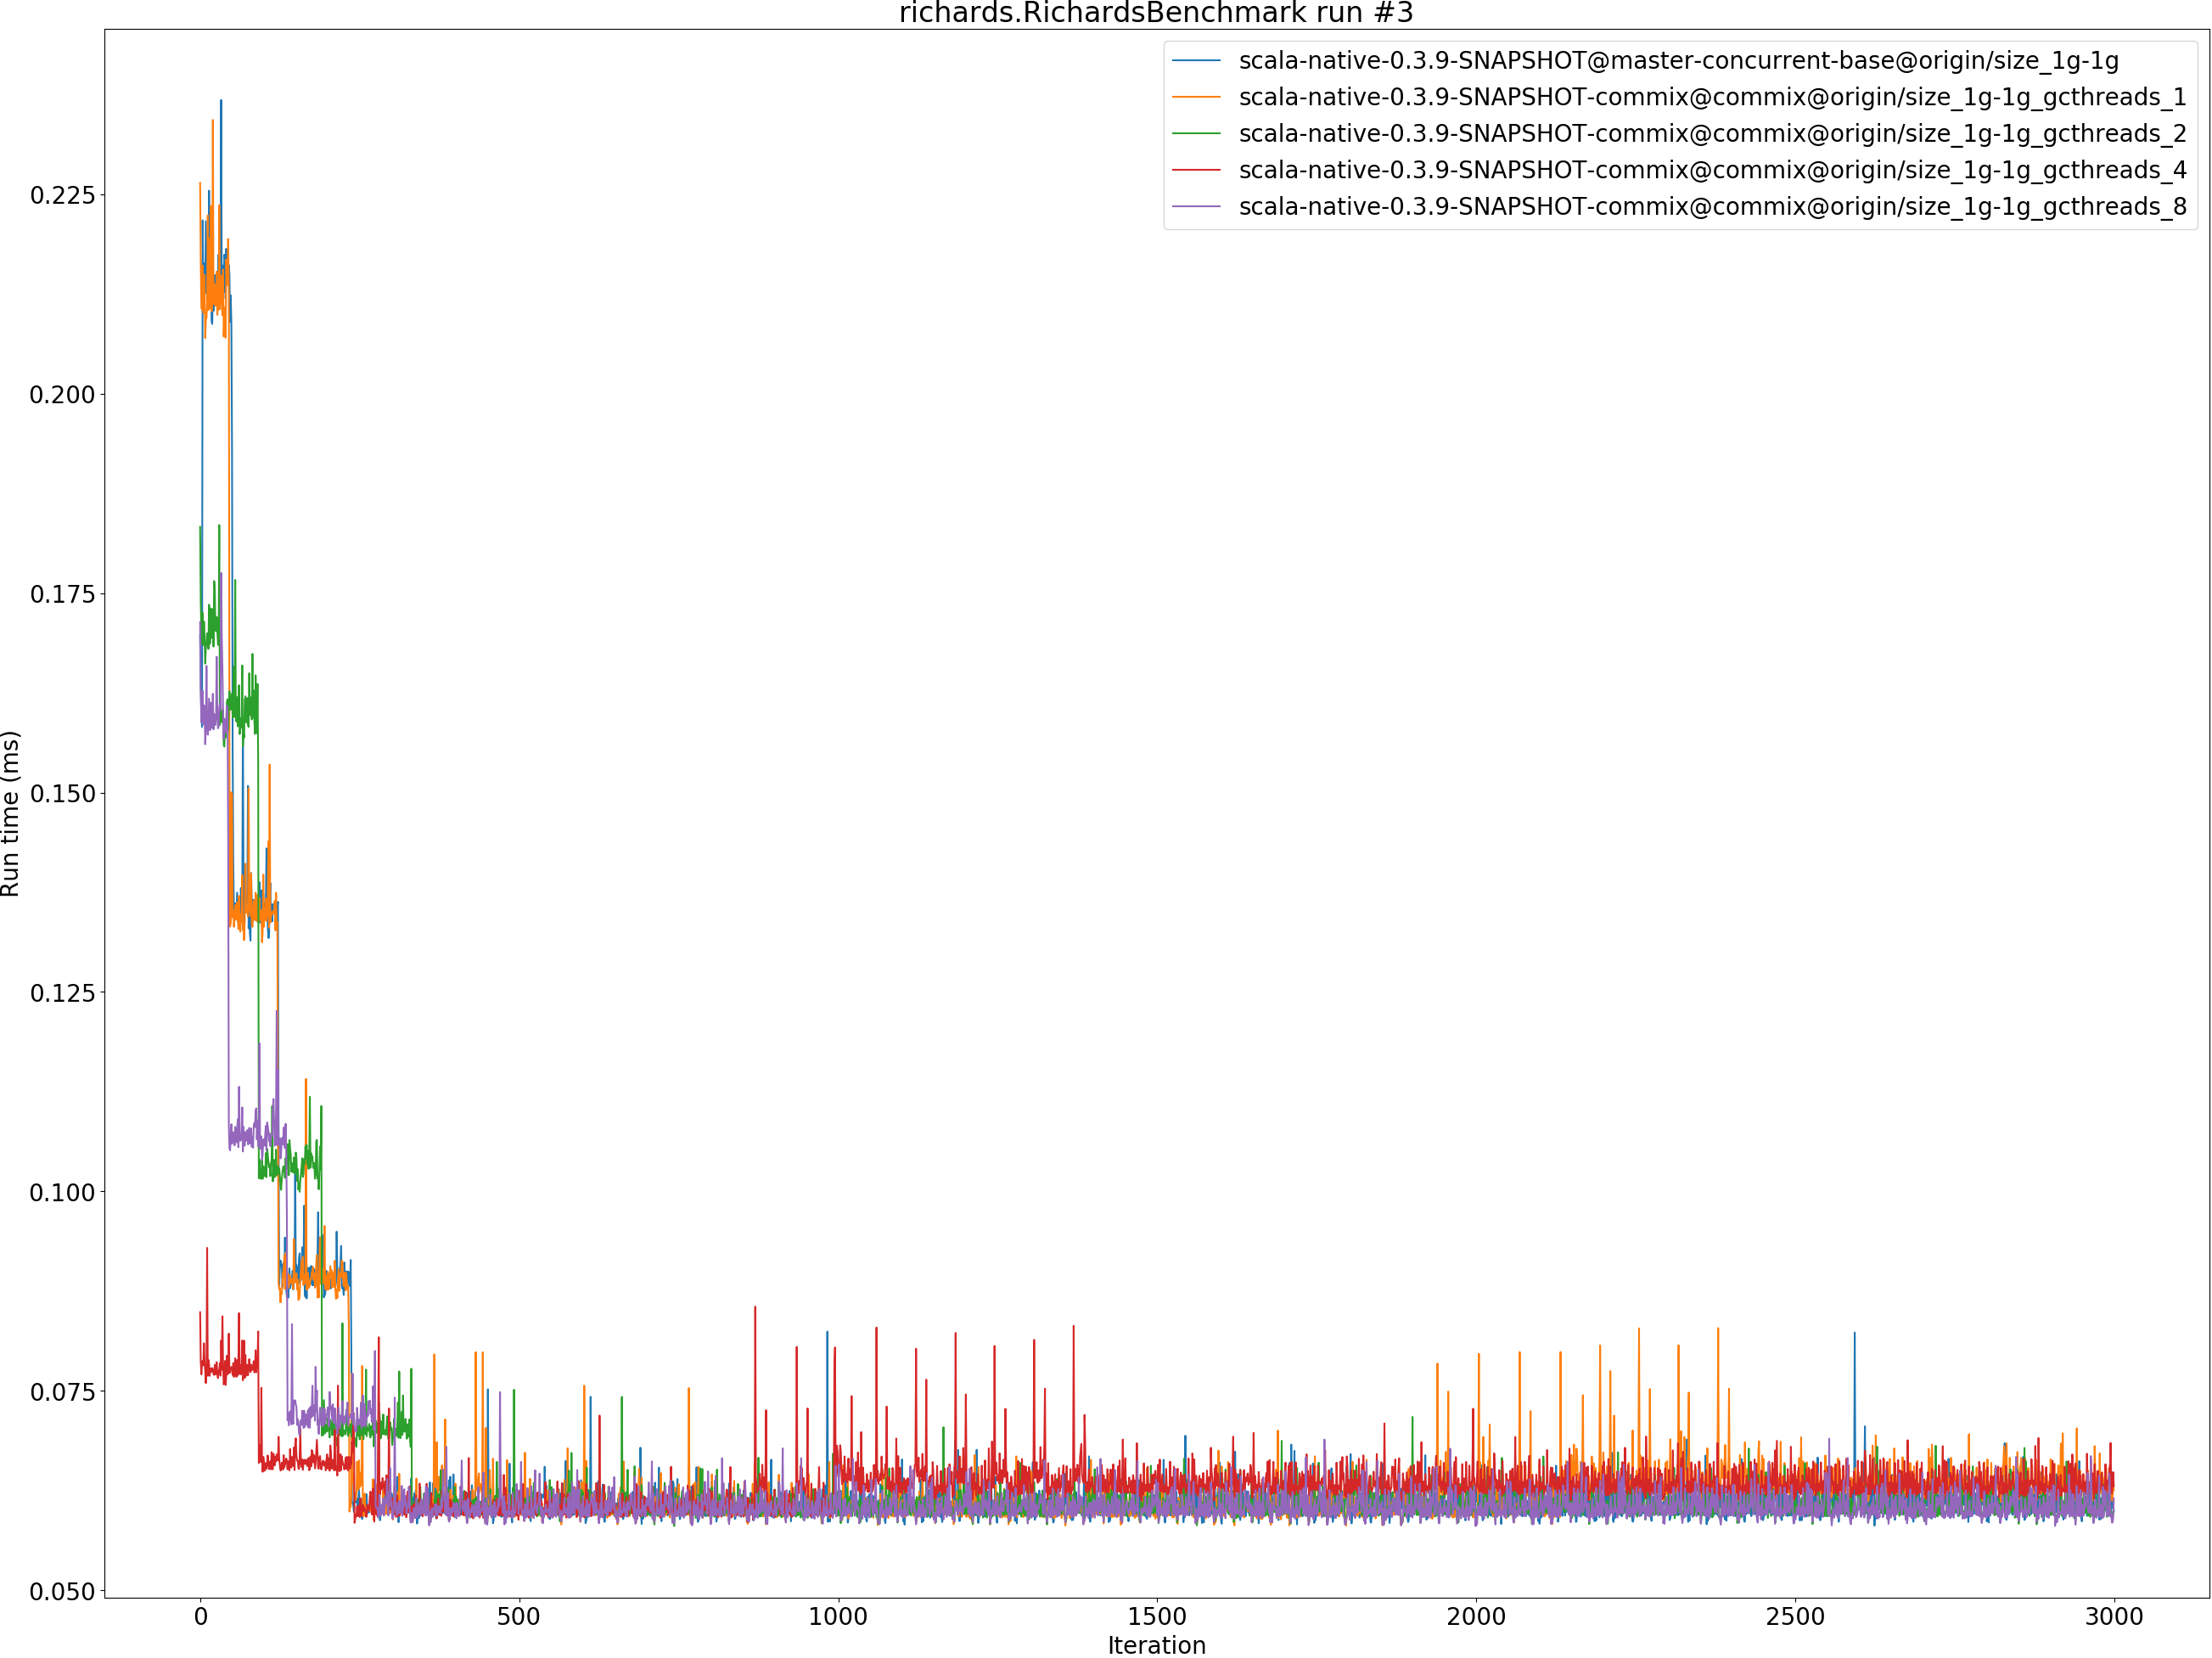 richards.RichardsBenchmark run #3
scala-native-0.3.9-SNAPSHOT@master-concurrent-base@origin/size_1g-1g
scala-native-0.3.9-SNAPSHOT-commix@commix@origin/size_1g-1g_gcthreads_1
scala-native-0.3.9-SNAPSHOT-commix@commix@origin/size_1g-1g_gcthreads_2
scala-native-0.3.9-SNAPSHOT-commix@commix@origin/size_1g-1g_gcthreads_4
scala-native-0.3.9-SNAPSHOT-commix@commix@origin/size_1g-1g_gcthreads_8
Run time (ms)
0.225
0.200
0.175
0.150
0.125
0.100
0.075
0.050
0 500 1000 1500 2000 2500 3000
Iteration